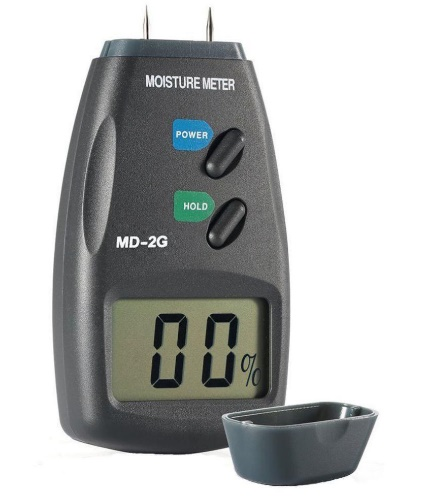 MOISTURE METER
POWER
HOLD
MD-2G
00%